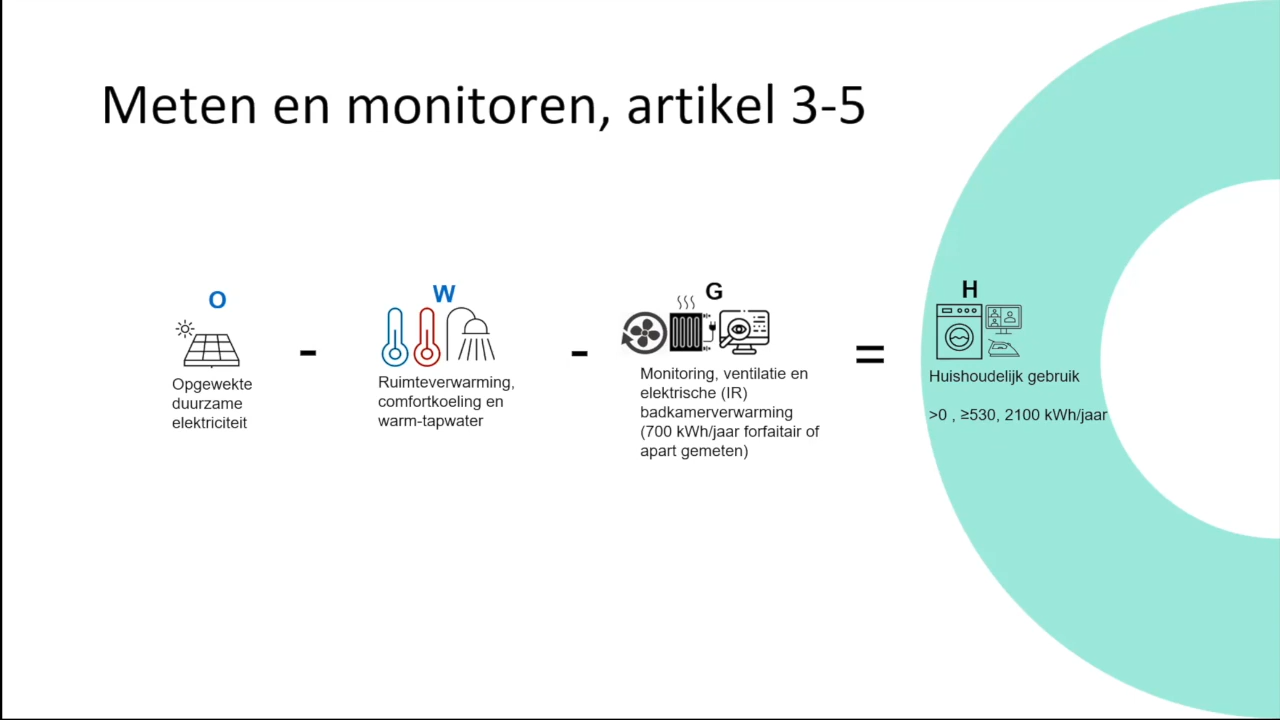 Meten en monitoren, artikel 3-5
O
-
W
-
G
=
H
Opgewekte
duurzame
elektriciteit
Ruimteverwarming,
comfortkoeling en
warm-tapwater
Monitoring, ventilatie en
elektrische (IR)
badkamerverwarming
(700 kWh/jaar forfaitair of
apart gemeten)
Huishoudelijk gebruik
>0 , ≥530, 2100 kWh/jaar